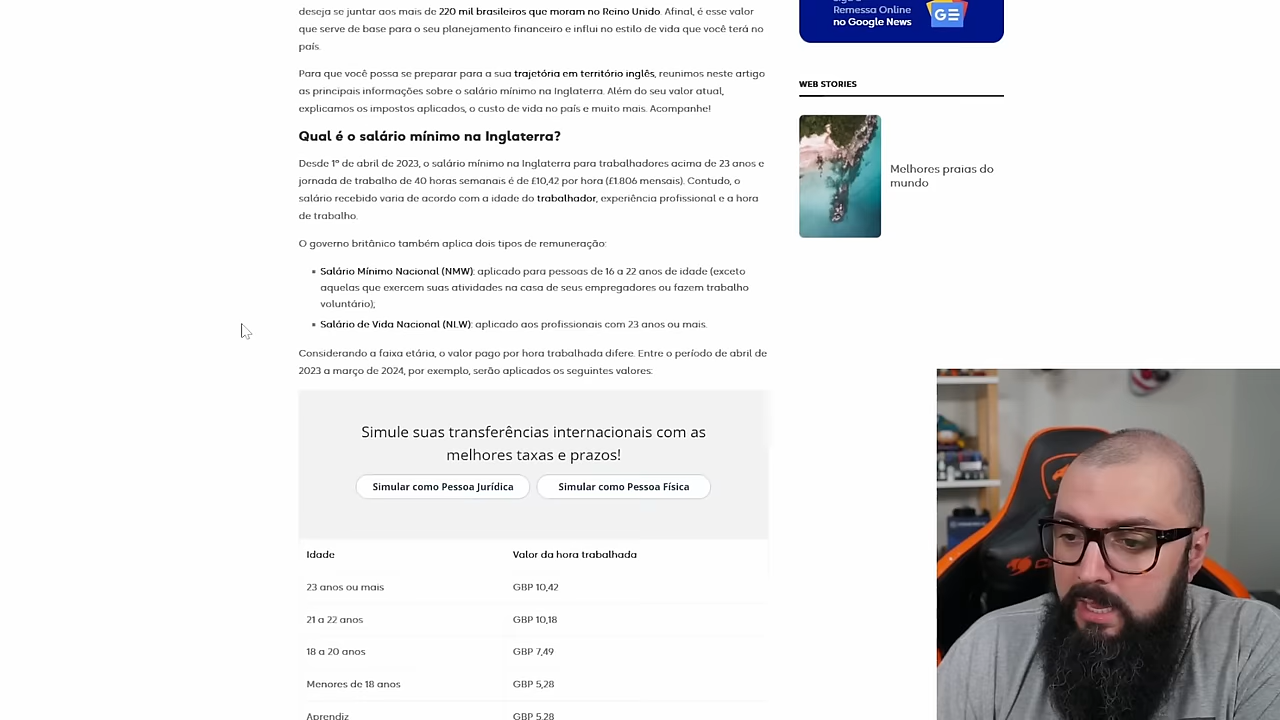 deseja se juntar aos mais de 220 mil brasileiros que moram no Reino Unido. Afinal, é esse valor
que serve de base para o seu planejamento financeiro e influi no estilo de vida que você terá no
país.
Para que você possa se preparar para a sua trajetória em território inglês, reunimos neste artigo
as principais informações sobre o salário mínimo na Inglaterra. Além do seu valor atual,
explicamos os impostos aplicados, o custo de vida no país e muito mais. Acompanhe!
Qual é o salário mínimo na Inglaterra?
Desde 1º de abril de 2023, o salário mínimo na Inglaterra para trabalhadores acima de 23 anos e
jornada de trabalho de 40 horas semanais é de £10,42 por hora (£1.806 mensais). Contudo, o
salário recebido varia de acordo com a idade do trabalhador, experiência profissional e a hora
de trabalho.
O governo britânico também aplica dois tipos de remuneração:
▪ Salário Mínimo Nacional (NMW): aplicado para pessoas de 16 a 22 anos de idade (exceto
aquelas que exercem suas atividades na casa de seus empregadores ou fazem trabalho
voluntário);
▪ Salário de Vida Nacional (NLW): aplicado aos profissionais com 23 anos ou mais.
Considerando a faixa etária, o valor pago por hora trabalhada difere. Entre o período de abril de
2023 a março de 2024, por exemplo, serão aplicados os seguintes valores:
Simule suas transferências internacionais com as
melhores taxas e prazos!
Simular como Pessoa Jurídica Simular como Pessoa Física
Idade Valor da hora trabalhada
23 anos ou mais GBP 10,42
21 a 22 anos GBP 10,18
18 a 20 anos GBP 7,49
Menores de 18 anos GBP 5,28
Aprendiz GBP 5,28
Remessa Online
no Google News
GE
WEB STORIES
Melhores praias do
mundo